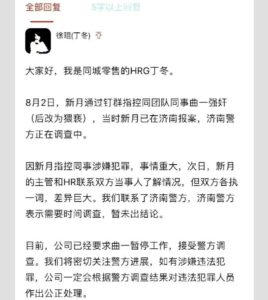 全部回复
5字以上讨论
徐昆(丁冬)
大家好，我是同城零售的HRG丁冬。
8月2日，新月通过钉群指控同团队同事曲一强奸
（后改为猥亵），当时新月已在济南报案，济南警
方正在调查中。
因新月指控同事涉嫌犯罪，事情重大，次日，新月
的主管和HR联系双方当事人了解情况，但双方各执
一词，差异巨大。我们联系了济南警方，济南警方
表示需要时间调查，暂未出结论。
目前，公司已经要求曲一暂停工作，接受警方调
查。我们将密切关注警方进展，如有涉嫌违法犯
罪，公司一定会根据警方调查结果对违法犯罪人员
作出公正处理。